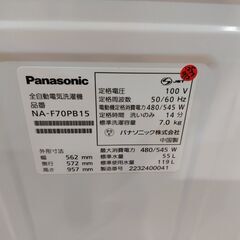 Panasonic
全自動電気洗濯機
品番
NA-F70PB15
外形寸法
幅 562 mm
奥行 572 mm
高さ 957 mm
定格電圧 100 V
定格周波数 50/60 Hz
電動機定格消費電力 480/545 W
定格時間 洗いのみ 14 分
標準洗濯容量 7.0 kg
パナソニック株式会社
中国製
最大消費電力 480/545 W
標準水量 55 L
標準使用水量 119 L
製造番号 2232400041